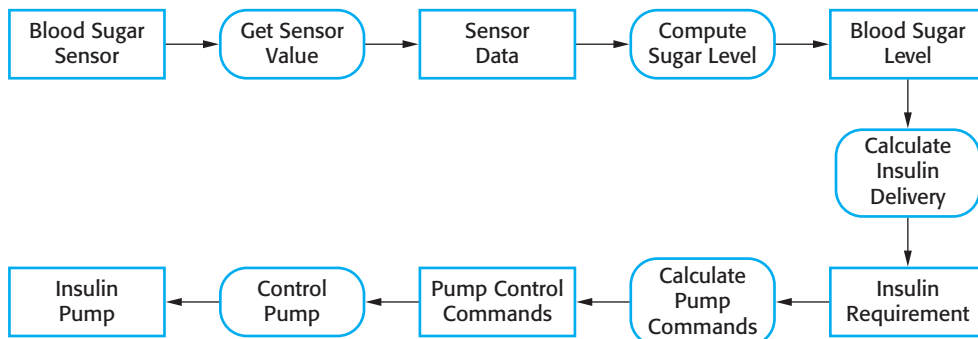 Blood Sugar
Sensor
Get Sensor
Value
Sensor
Data
Compute
Sugar Level
Blood Sugar
Level
Calculate
Insulin
Delivery
Insulin
Requirement
Calculate
Pump
Commands
Pump Control
Commands
Control
Pump
Insulin
Pump